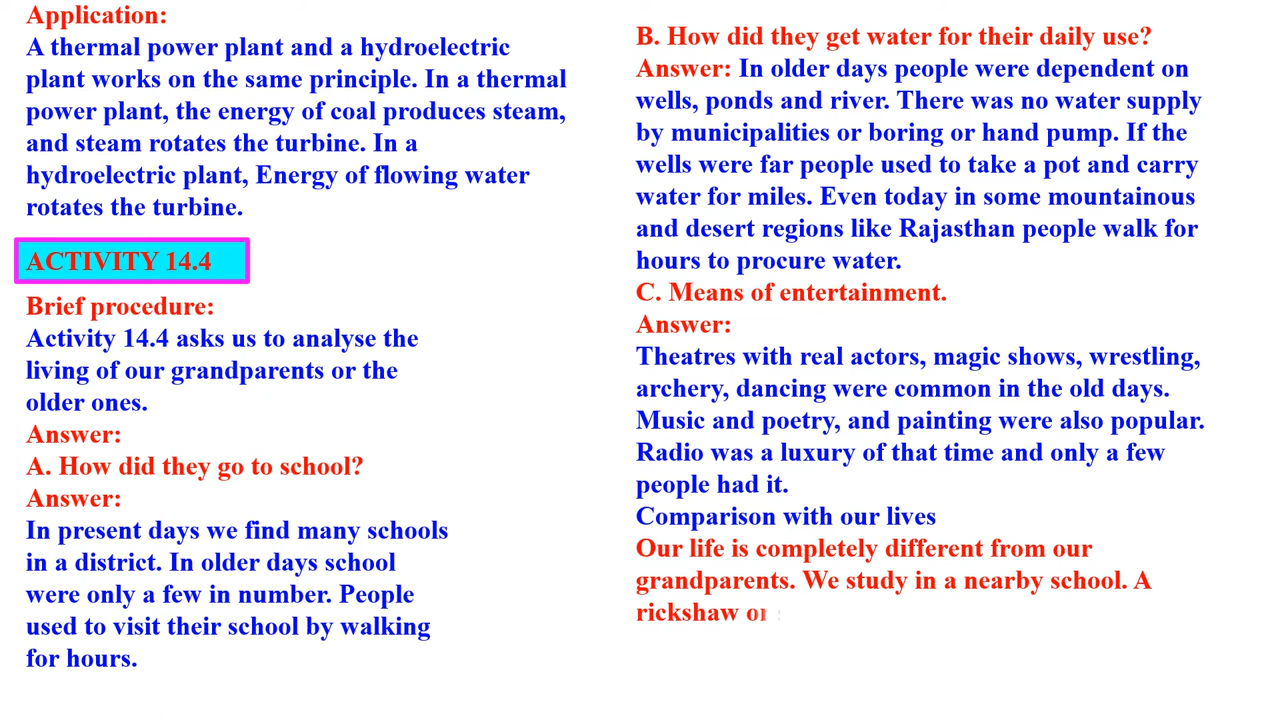 Application:
A thermal power plant and a hydroelectric
plant works on the same principle. In a thermal
power plant, the energy of coal produces steam,
and steam rotates the turbine. In a
hydroelectric plant, Energy of flowing water
rotates the turbine.
ACTIVITY 14.4
Brief procedure:
Activity 14.4 asks us to analyse the
living of our grandparents or the
older ones.
Answer:
A. How did they go to school?
Answer:
In present days we find many schools
in a district. In older days school
were only a few in number. People
used to visit their school by walking
for hours.
B. How did they get water for their daily use?
Answer: In older days people were dependent on
wells, ponds and river. There was no water supply
by municipalities or boring or hand pump. If the
wells were far people used to take a pot and carry
water for miles. Even today in some mountainous
and desert regions like Rajasthan people walk for
hours to procure water.
C. Means of entertainment.
Answer:
Theatres with real actors, magic shows, wrestling,
archery, dancing were common in the old days.
Music and poetry, and painting were also popular.
Radio was a luxury of that time and only a few
people had it.
Comparison with our lives
Our life is completely different from our
grandparents. We study in a nearby school. A
rickshaw or